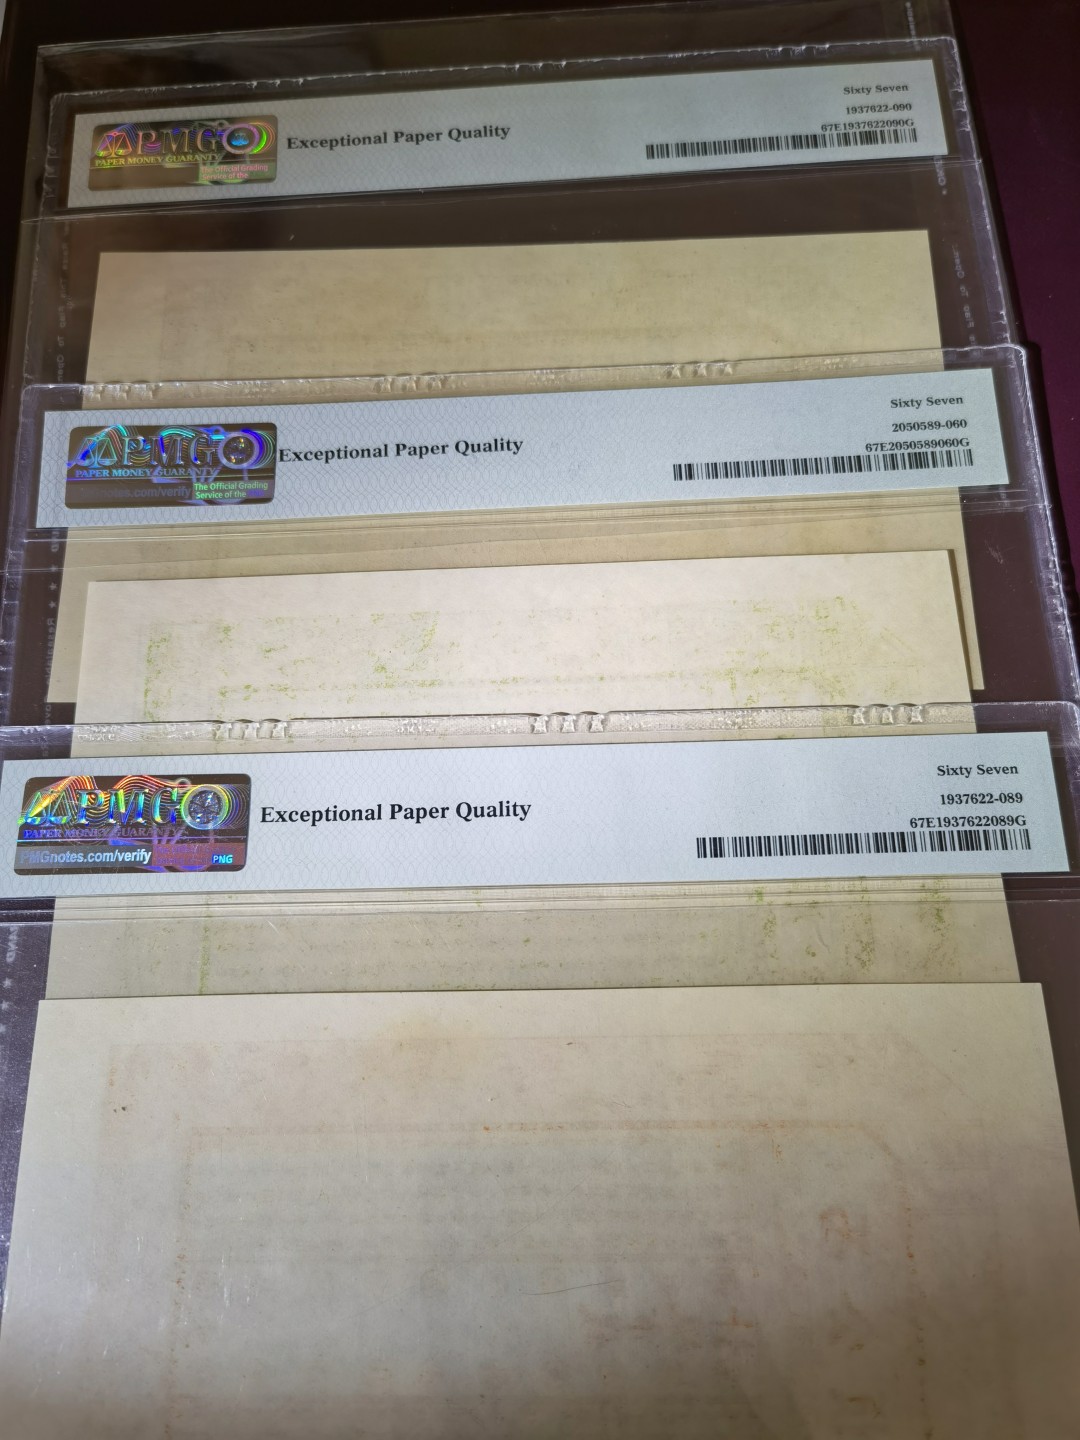 Sixty Seven
1937622-090
67E1937622090G
PMG
PAPER MONEY GUARANTY
The Official Grading
Service of the
Exceptional Paper Quality
Sixty Seven
2050589-060
67E2050589060G
PMG
PAPER MONEY GUARANTY
PMGnotes.com/verify
The Official Grading
Service of the
Exceptional Paper Quality
Sixty Seven
1937622-089
67E1937622089G
PMG
PAPER MONEY GUARANTY
PMGnotes.com/verify
PNG
Exceptional Paper Quality